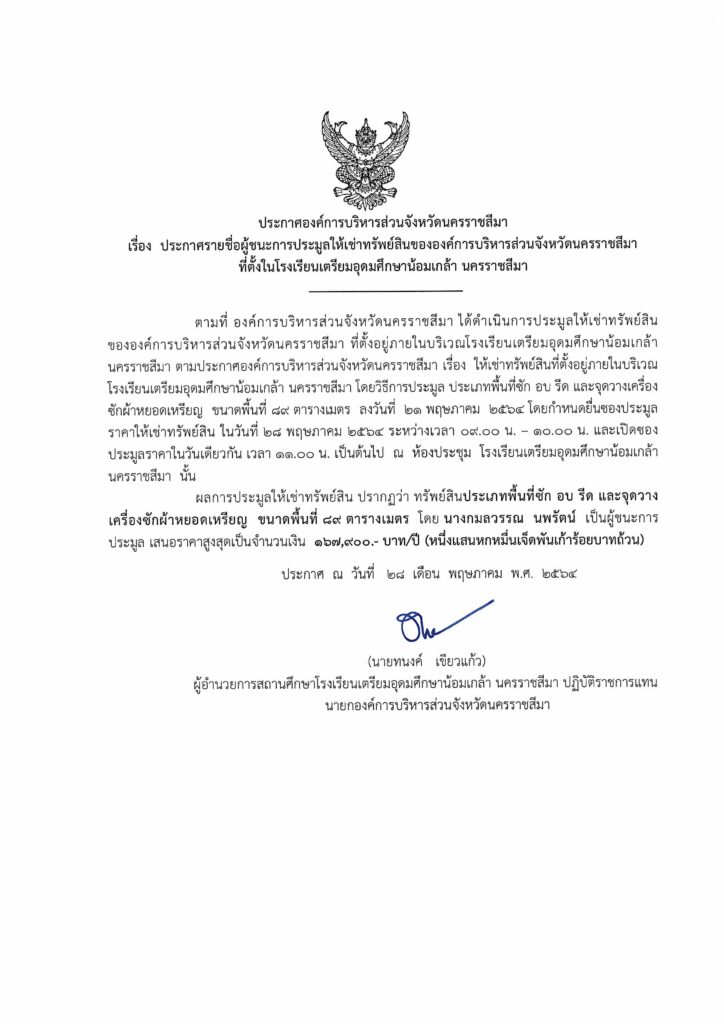 ประกาศองค์การบริหารส่วนจังหวัดนครราชสีมา
เรื่อง ประกาศรายชื่อผู้ชนะการประมูลให้เช่าทรัพย์สินขององค์การบริหารส่วนจังหวัดนครราชสีมา
ที่ตั้งในโรงเรียนเตรียมอุดมศึกษาน้อมเกล้า นครราชสีมา
ตามที่ องค์การบริหารส่วนจังหวัดนครราชสีมา ได้ดำเนินการประมูลให้เช่าทรัพย์สิน
ขององค์การบริหารส่วนจังหวัดนครราชสีมา ที่ตั้งอยู่ภายในบริเวณโรงเรียนเตรียมอุดมศึกษาน้อมเกล้า
นครราชสีมา ตามประกาศองค์การบริหารส่วนจังหวัดนครราชสีมา เรื่อง ให้เช่าทรัพย์สินที่ตั้งอยู่ภายในบริเวณ
โรงเรียนเตรียมอุดมศึกษาน้อมเกล้า นครราชสีมา โดยวิธีการประมูล ประเภทพื้นที่ซัก อบ รีด และจุดวางเครื่อง
ซักผ้าหยอดเหรียญ ขนาดพื้นที่ ๘๙ ตารางเมตร ลงวันที่ ๒๑ พฤษภาคม ๒๕๖๔ โดยกำหนดยื่นซองประมูล
ราคาให้เช่าทรัพย์สิน ในวันที่ ๒๘ พฤษภาคม ๒๕๖๔ ระหว่างเวลา ๐๙.๐๐ น. – ๑๐.๐๐ น. และเปิดซอง
ประมูลราคาในวันเดียวกัน เวลา ๑๑.๐๐ น. เป็นต้นไป ณ ห้องประชุม โรงเรียนเตรียมอุดมศึกษาน้อมเกล้า
นครราชสีมา นั้น
ผลการประมูลให้เช่าทรัพย์สิน ปรากฏว่า ทรัพย์สินประเภทพื้นที่ซัก อบ รีด และจุดวาง
เครื่องซักผ้าหยอดเหรียญ ขนาดพื้นที่ ๘๙ ตารางเมตร โดย นางกมลวรรณ นพรัตน์ เป็นผู้ชนะการ
ประมูล เสนอราคาสูงสุดเป็นจำนวนเงิน ๑๖๗,๙๐๐.- บาท/ปี (หนึ่งแสนหกหมื่นเจ็ดพันเก้าร้อยบาทถ้วน)
ประกาศ ณ วันที่ ๒๘ เดือน พฤษภาคม พ.ศ. ๒๕๖๔
(นายทนงค์ เขียวแก้ว)
ผู้อำนวยการสถานศึกษาโรงเรียนเตรียมอุดมศึกษาน้อมเกล้า นครราชสีมา ปฏิบัติราชการแทน
นายกองค์การบริหารส่วนจังหวัดนครราชสีมา